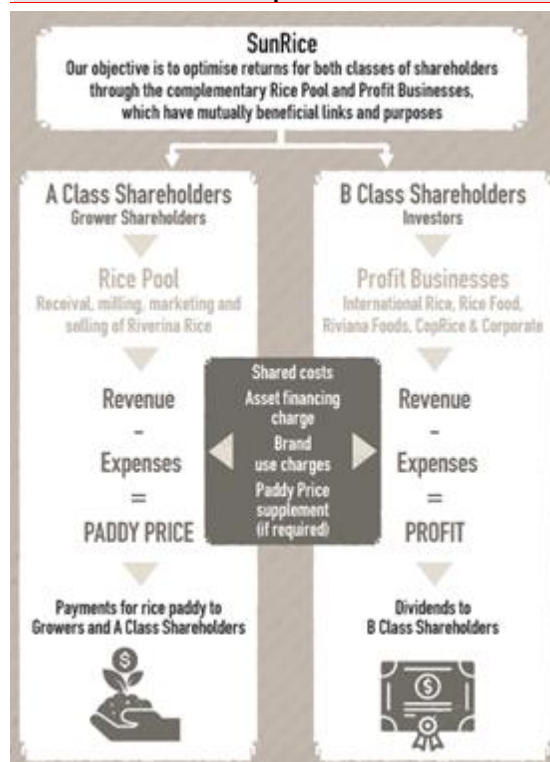 SunRice
Our objective is to optimise returns for both classes of shareholders
through the complementary Rice Pool and Profit Businesses,
which have mutually beneficial links and purposes
A Class Shareholders
Grower Shareholders
Rice Pool
Receival, milling, marketing and
selling of Riverina Rice
Revenue
-
Expenses
=
PADDY PRICE
Payments for rice paddy to
Growers and A Class Shareholders
$
Shared costs
Asset financing
charge
Brand
use charges
Paddy Price
supplement
(if required)
B Class Shareholders
Investors
Profit Businesses
International Rice, Rice Food,
Riviana Foods, CopRice & Corporate
Revenue
-
Expenses
=
PROFIT
Dividends to
B Class Shareholders
$